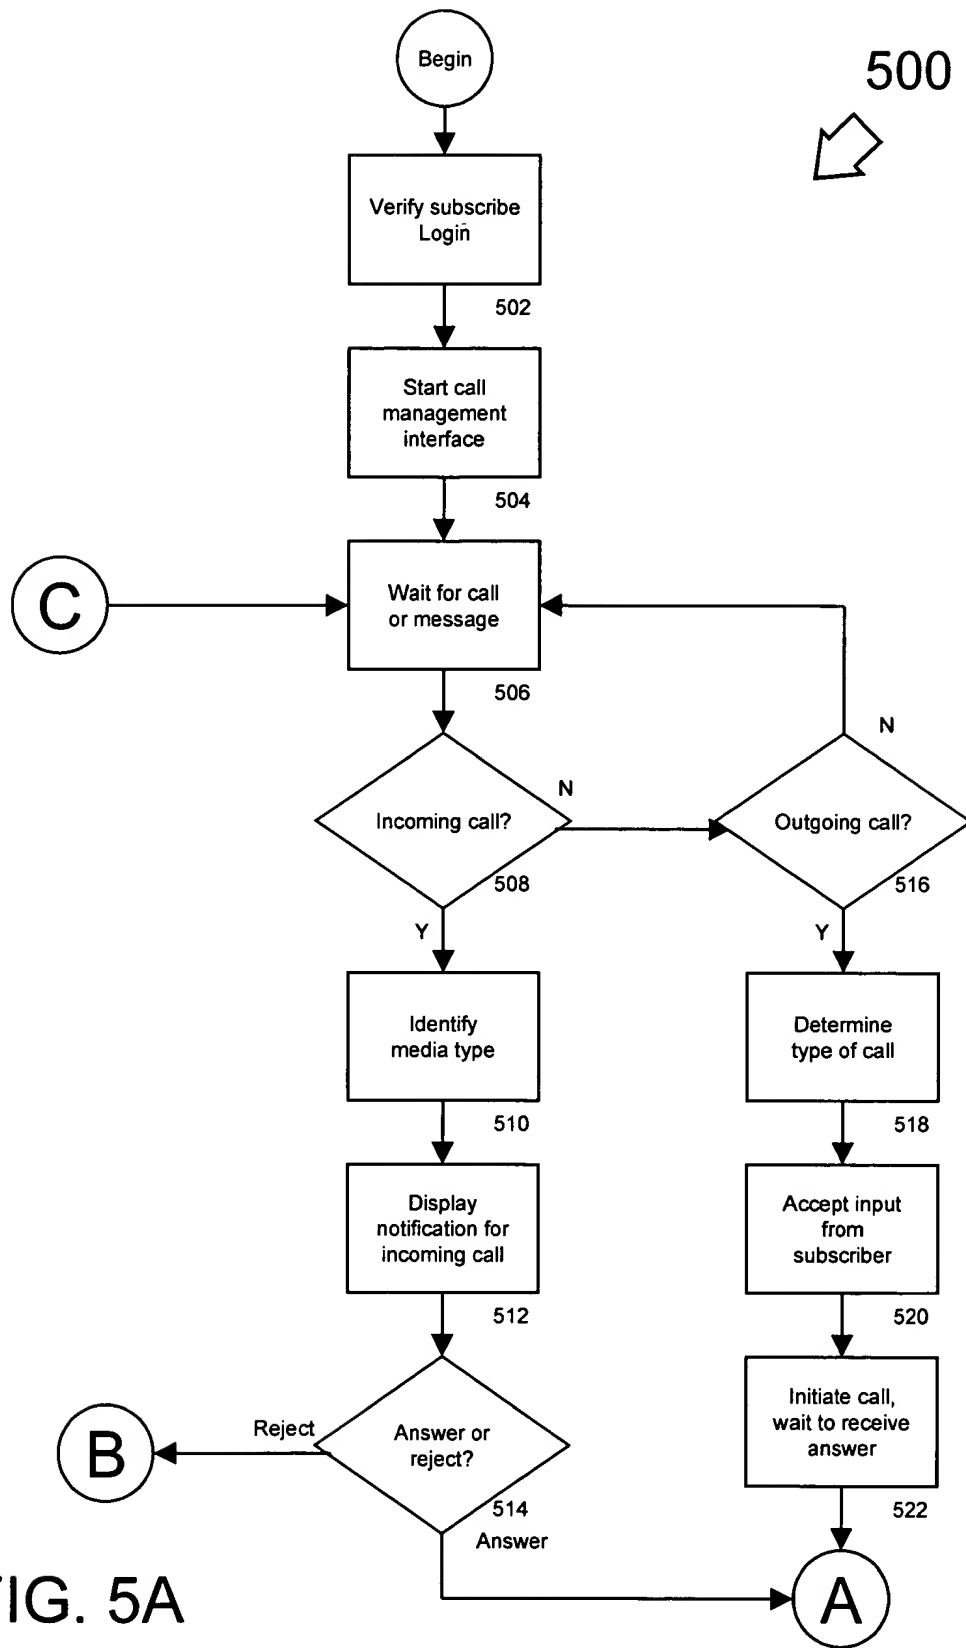 Begin
500
Verify subscribe
Login
502
Start call
management
interface
504
C
Wait for call
or message
506
N
N
Incoming call?
508
Outgoing call?
516
Y
Y
Identify
media type
510
Determine
type of call
518
Display
notification for
incoming call
512
Accept input
from
subscriber
520
B
Reject
Answer or
reject?
514
Answer
Initiate call,
wait to receive
answer
522
A
IG. 5A